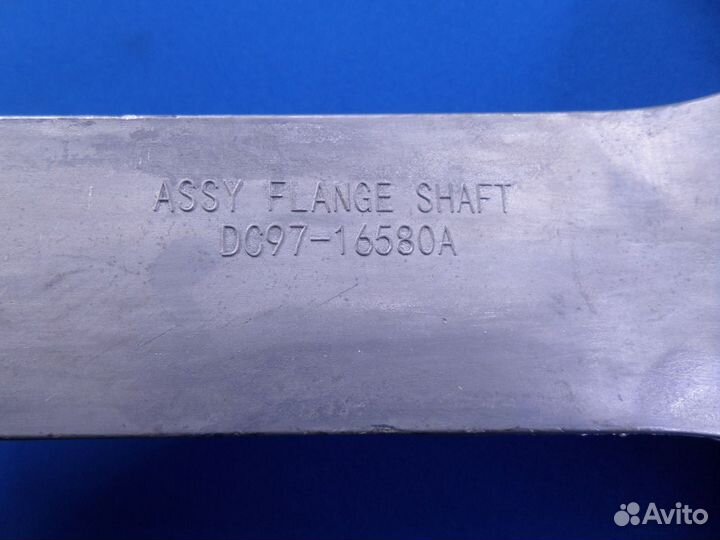 ASSY FLANGE SHAFT
DC97-16580A
Avito